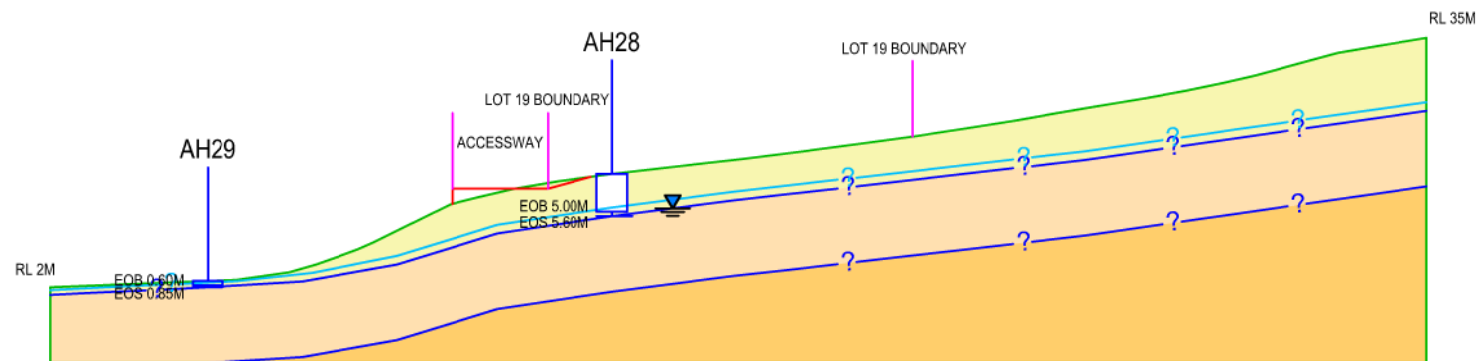 RL 35M
AH28
LOT 19 BOUNDARY
LOT 19 BOUNDARY
ACCESSWAY
AH29
?
?
?
?
?
?
?
?
EOB 5.00M
EOS 5.60M
?
?
?
?
RL 2M
EOB 0.60M
?
?
EOS 0.85M